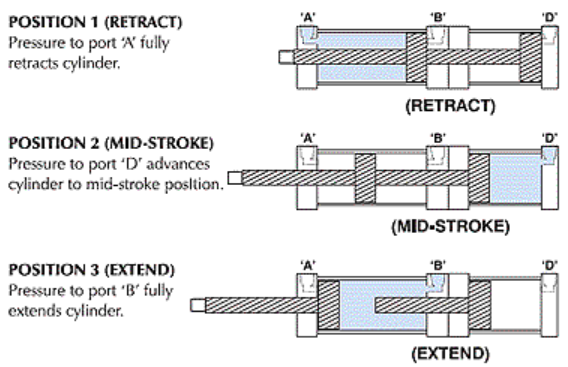 POSITION 1 (RETRACT)
Pressure to port ‘A’ fully
retracts cylinder.
'A'
'B'
'D'
(RETRACT)
POSITION 2 (MID-STROKE)
Pressure to port ‘D’ advances
cylinder to mid-stroke position.
'A'
'B'
'D'
(MID-STROKE)
POSITION 3 (EXTEND)
Pressure to port ‘B’ fully
extends cylinder.
'A'
'B'
'D'
(EXTEND)